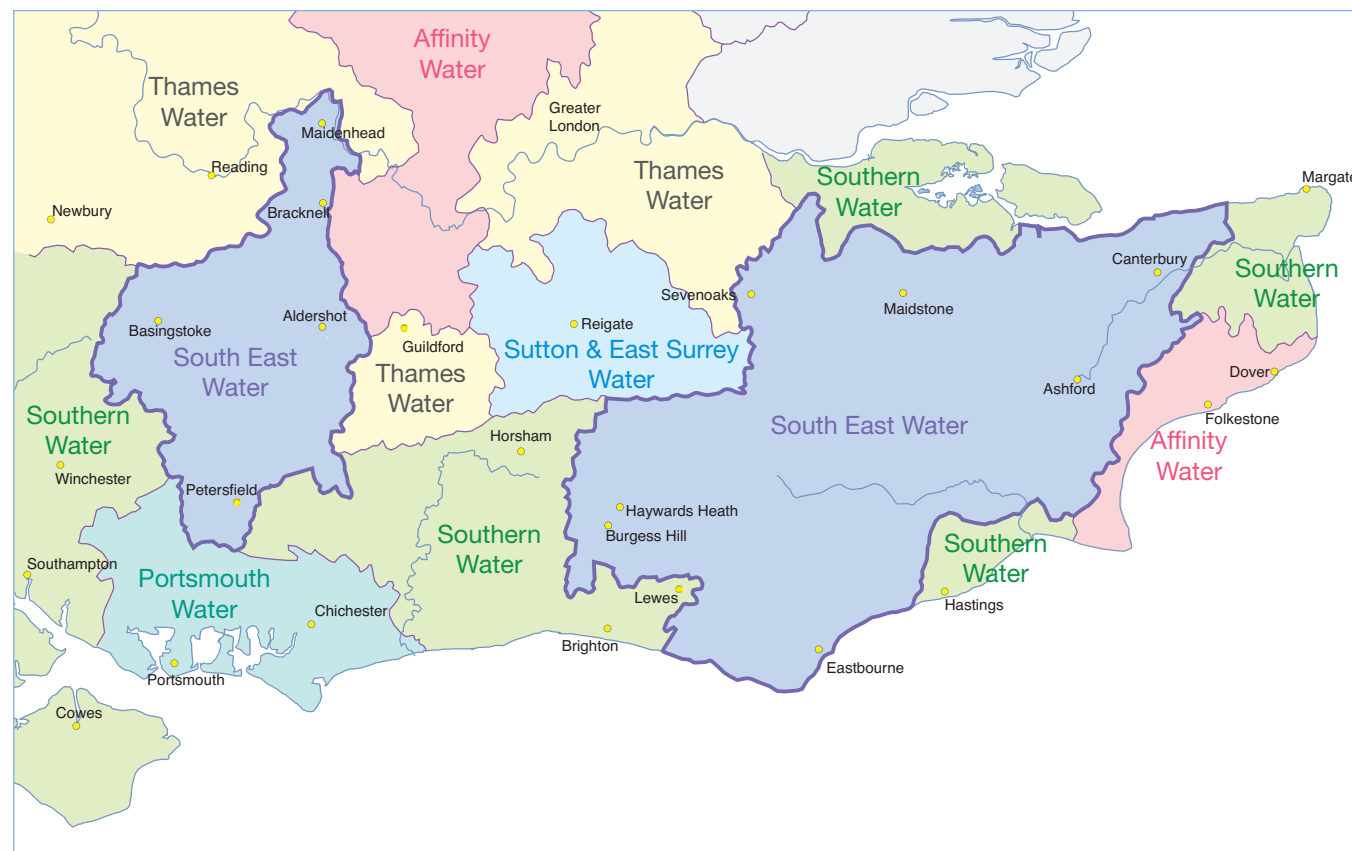 Affinity
Water
Thames
Water
Greater
London
Maidenhead
Reading
Thames
Water
Southern
Water
Margate
Newbury
Bracknell
Canterbury
Southern
Water
Sevenoaks
Maidstone
Basingstoke
Aldershot
Reigate
Guildford
South East
Water
Sutton & East Surrey
Water
Thames
Water
Dover
Ashford
Folkestone
Southern
Water
South East Water
Horsham
Affinity
Water
Winchester
Petersfield
Haywards Heath
Burgess Hill
Southern
Water
Southern
Water
Southampton
Portsmouth
Water
Lewes
Hastings
Chichester
Brighton
Eastbourne
Portsmouth
Cowes